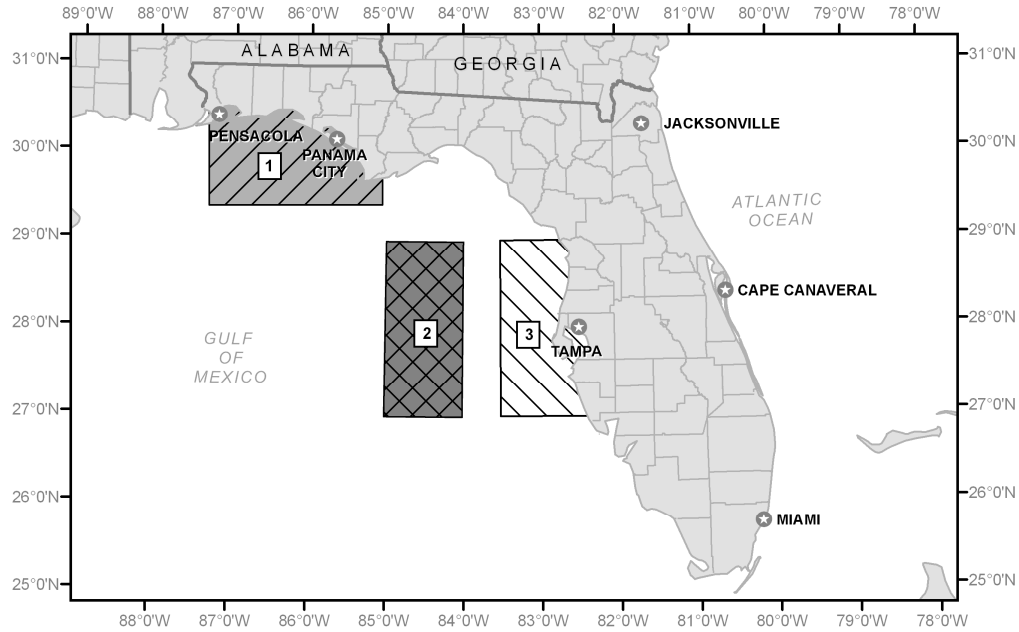 89°0'W 87°0'W 86°0'W 85°0'W 84°0'W 83°0'W 82°0'W 81°0'W 80°0'W 79°0'W 78°0'W
31°0'N ALABAMA GEORGIA 31°0'N
JACKSONVILLE
PENSACOLA
30°0'N 30°0'N
PANAMA
CITY
1
ATLANTIC
OCEAN
29°0'N 29°0'N
CAPE CANAVERAL
28°0'N 28°0'N
2 3
GULF
OF
MEXICO
TAMPA
27°0'N 27°0'N
26°0'N 26°0'N
MIAMI
25°0'N 25°0'N
88°0'W 87°0'W 86°0'W 85°0'W 84°0'W 83°0'W 82°0'W 81°0'W 80°0'W 79°0'W 78°0'W